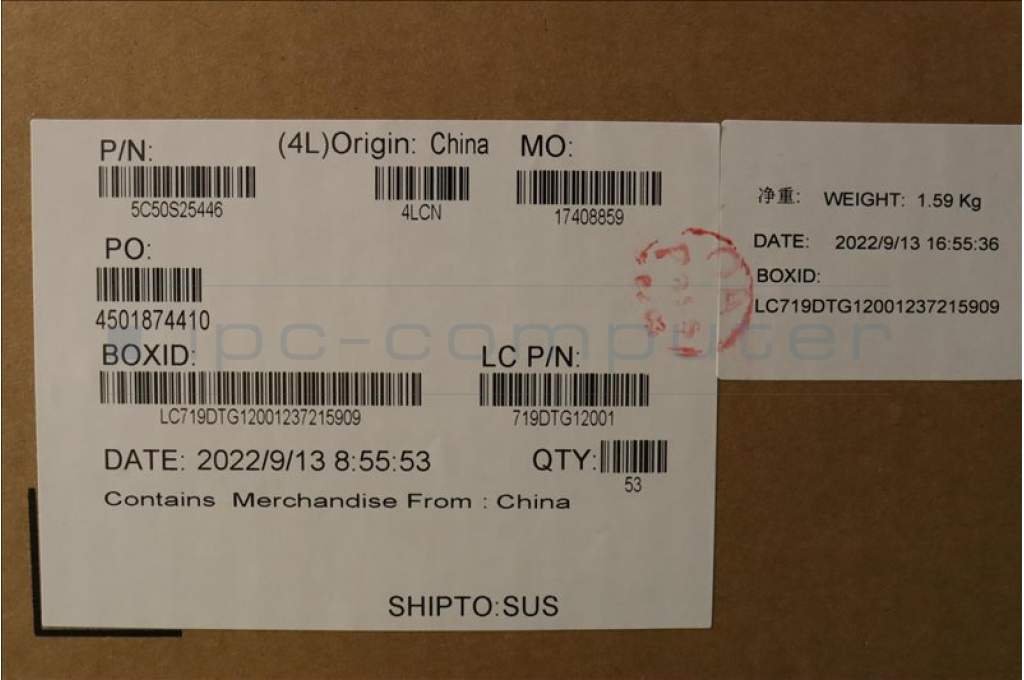 P/N: (4L)Origin: China MO:
5C50S25446 4LCN 17408859
PO:
4501874410
BOXID: LC P/N:
LC719DTG12001237215909 719DTG12001
DATE: 2022/9/13 8:55:53 QTY:
53
Contains Merchandise From : China
SHIPTO:SUS
净重: WEIGHT: 1.59 Kg
DATE: 2022/9/13 16:55:36
BOXID:
LC719DTG12001237215909
ipc-computer